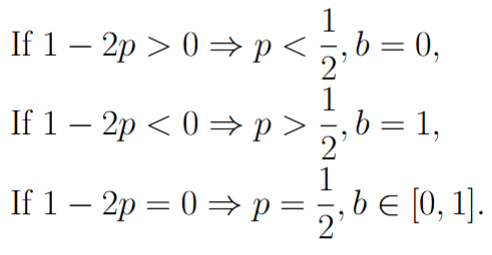 If 1 − 2p > 0 ⇒ p < 1/2, b = 0,
If 1 − 2p < 0 ⇒ p > 1/2, b = 1,
If 1 − 2p = 0 ⇒ p = 1/2, b ∈ [0, 1].